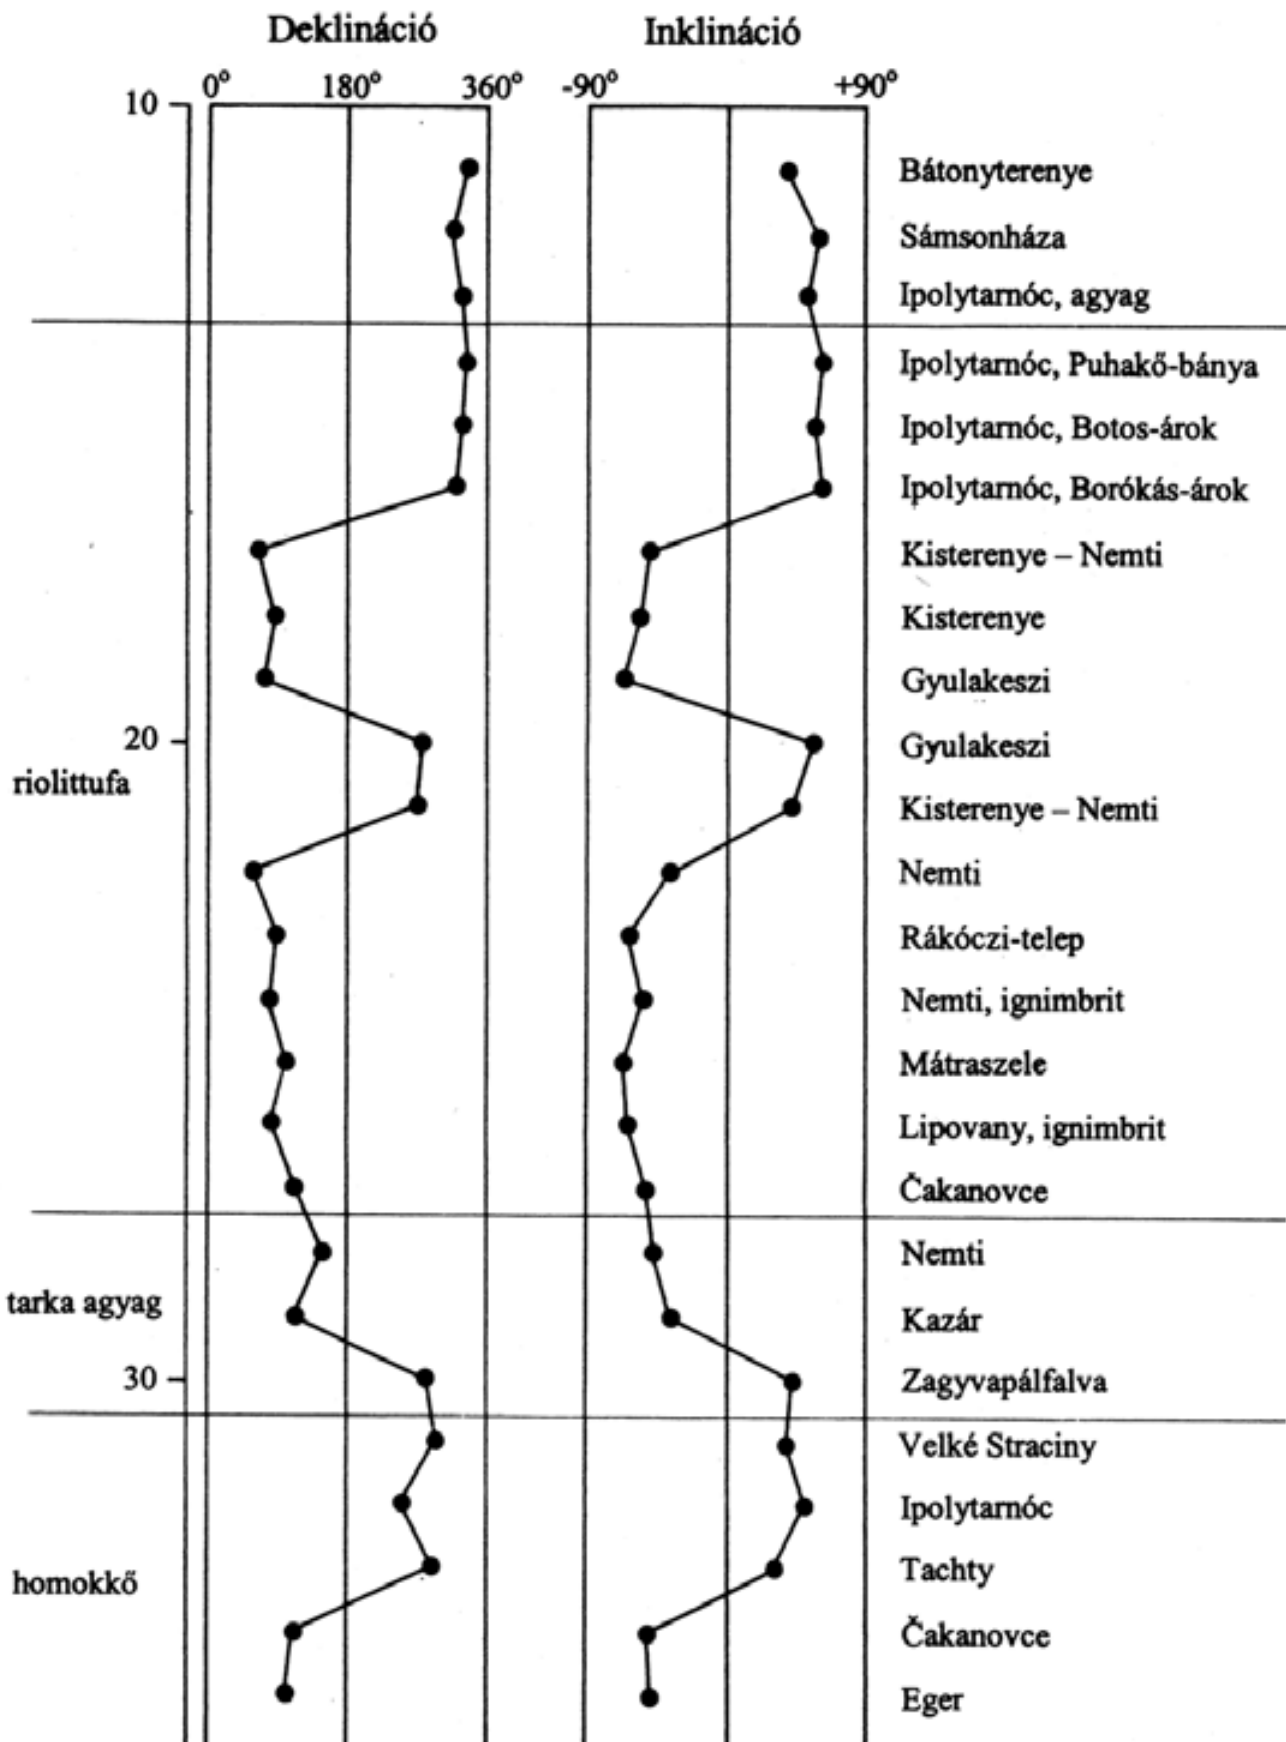 Deklináció Inklináció
0° 180° 360° -90° +90°
10
Bátonyterenye
Sámsonháza
Ipolytarnóc, agyag
Ipolytarnóc, Puhakő-bánya
Ipolytarnóc, Botos-árok
Ipolytarnóc, Borókás-árok
Kisterenye – Nemti
Kisterenye
Gyulakeszi
20 Gyulakeszi
riolittufa
Kisterenye – Nemti
Nemti
Rákóczi-telep
Nemti, ignimbrit
Mátraszele
Lipovany, ignimbrit
Čakanovce
Nemti
tarka agyag
Kazár
30 Zagyvapálfalva
Velké Straciny
Ipolytarnóc
Tachty
homokkő
Čakanovce
Eger